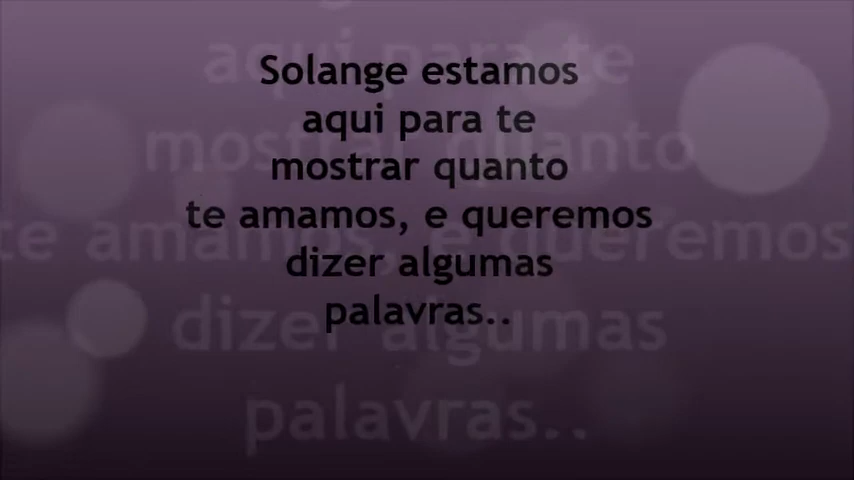 Solange estamos
aqui para te
mostrar quanto
te amamos, e queremos
dizer algumas
palavras..